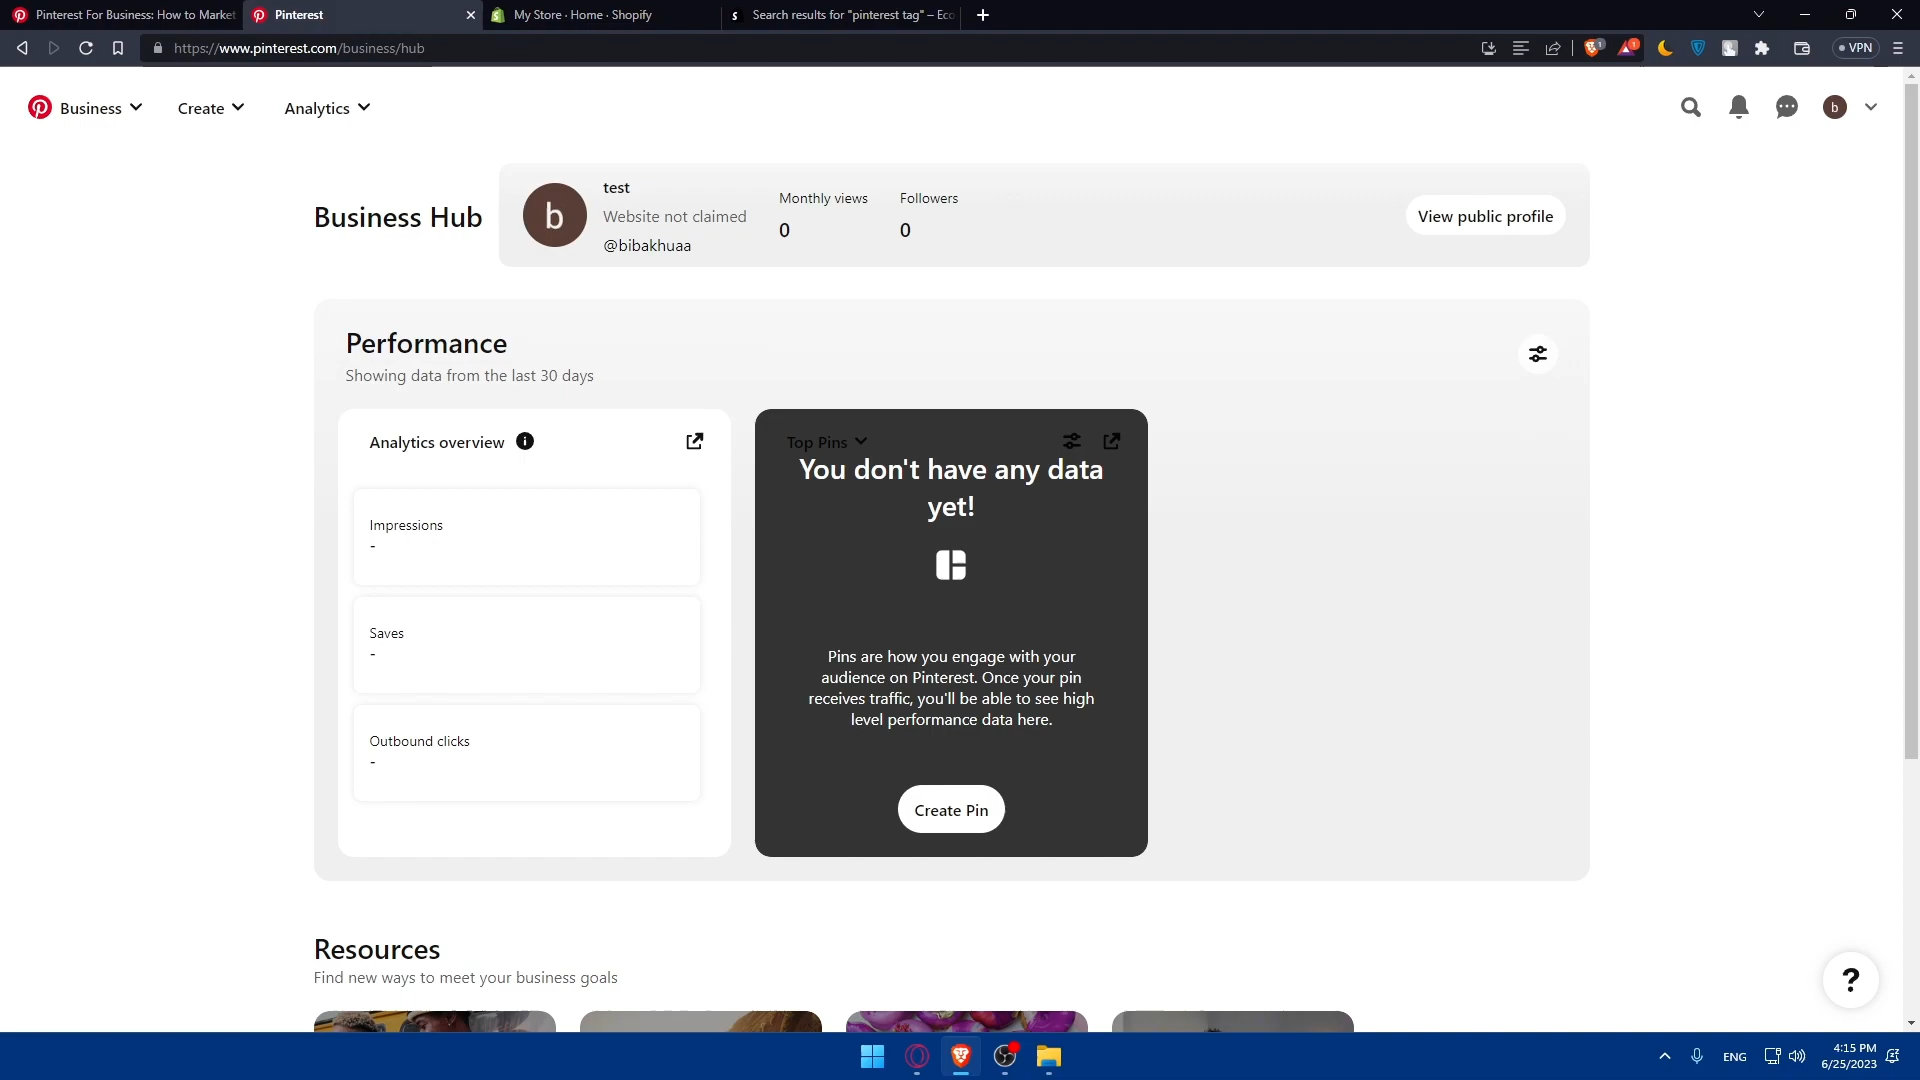 Pinterest For Business: How to Market
Pinterest
My Store · Home · Shopify
Search results for "pinterest tag" – Eco
https://www.pinterest.com/business/hub
VPN
Business
Create
Analytics
b
Business Hub
b
test
Website not claimed
@bibakhuaa
Monthly views
0
Followers
0
View public profile
Performance
Showing data from the last 30 days
Analytics overview
Impressions
-
Saves
-
Outbound clicks
-
Top Pins
You don't have any data
yet!
Pins are how you engage with your
audience on Pinterest. Once your pin
receives traffic, you'll be able to see high
level performance data here.
Create Pin
Resources
Find new ways to meet your business goals
?
ENG
4:15 PM
6/25/2023